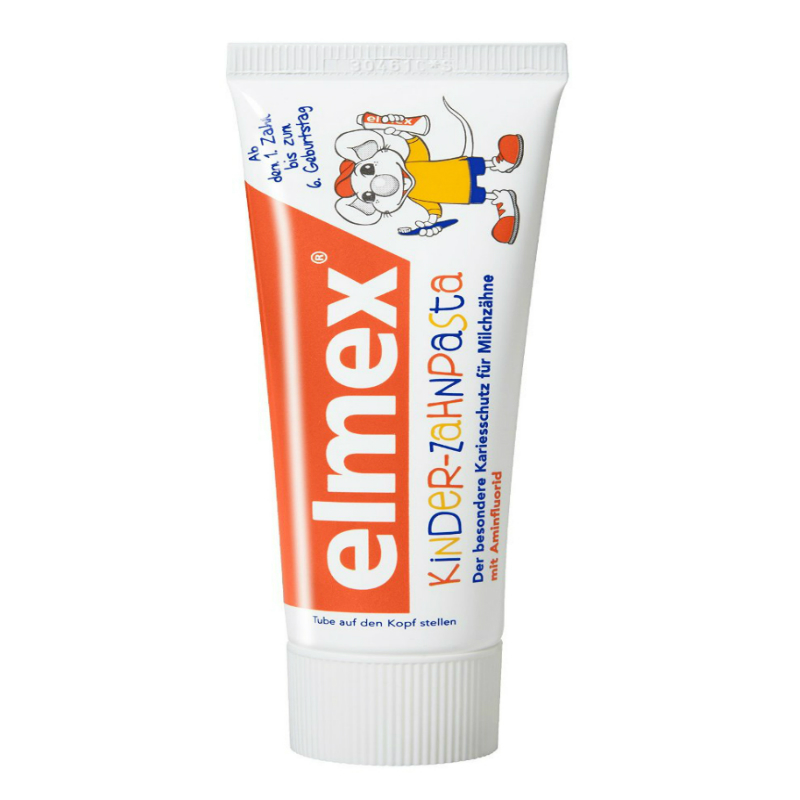 30461( *S
Ab
den 1. Zahn
bis zum
6. Geburtstag
elmex
elmex®
KiNDER-ZAHNPasta
Der besondere Kariesschutz für Milchzähne
mit Aminfluorid
Tube auf den Kopf stellen